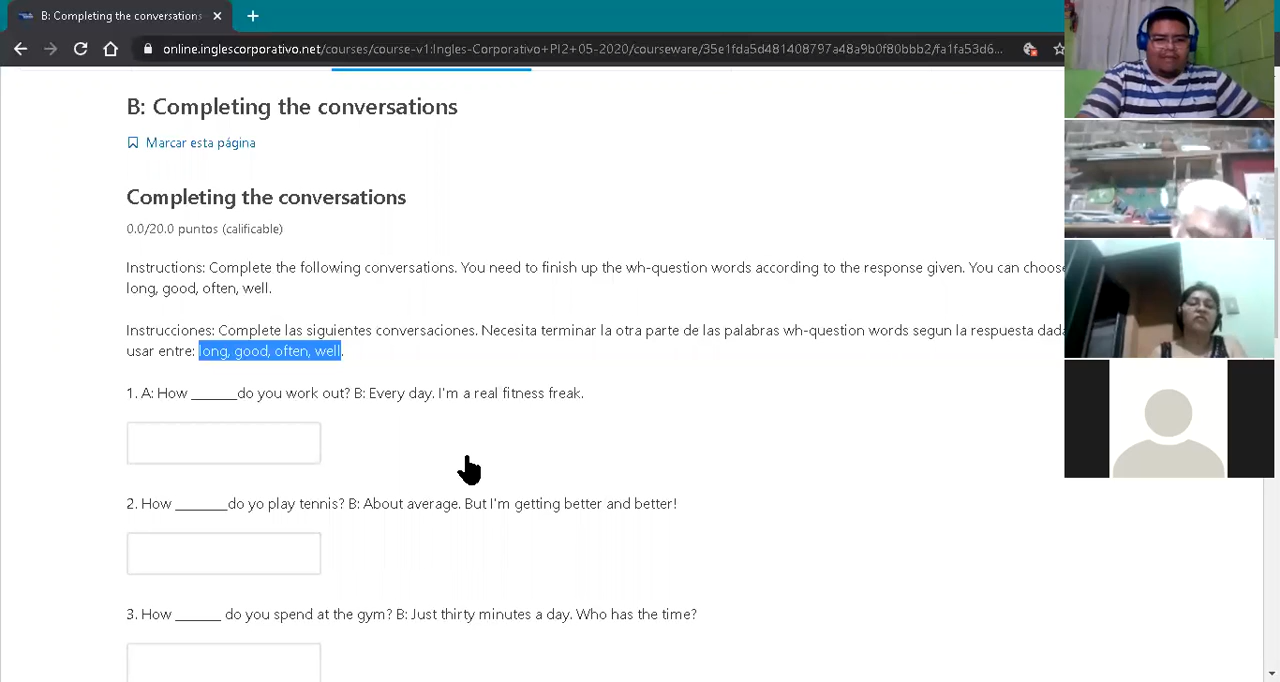 B: Completing the conversations
online.inglescorporativo.net/courses/course-v1:Ingles-Corporativo+PI2+05-2020/courseware/35e1fda5d481408797a48a9b0f80bbb2/fa1fa53d6...
B: Completing the conversations
Marcar esta página
Completing the conversations
0.0/20.0 puntos (calificable)
Instructions: Complete the following conversations. You need to finish up the wh-question words according to the response given. You can choose
long, good, often, well.
Instrucciones: Complete las siguientes conversaciones. Necesita terminar la otra parte de las palabras wh-question words segun la respuesta dada
usar entre: long, good, often, well.
1. A: How ______do you work out? B: Every day. I'm a real fitness freak.
2. How _______do yo play tennis? B: About average. But I'm getting better and better!
3. How ______ do you spend at the gym? B: Just thirty minutes a day. Who has the time?